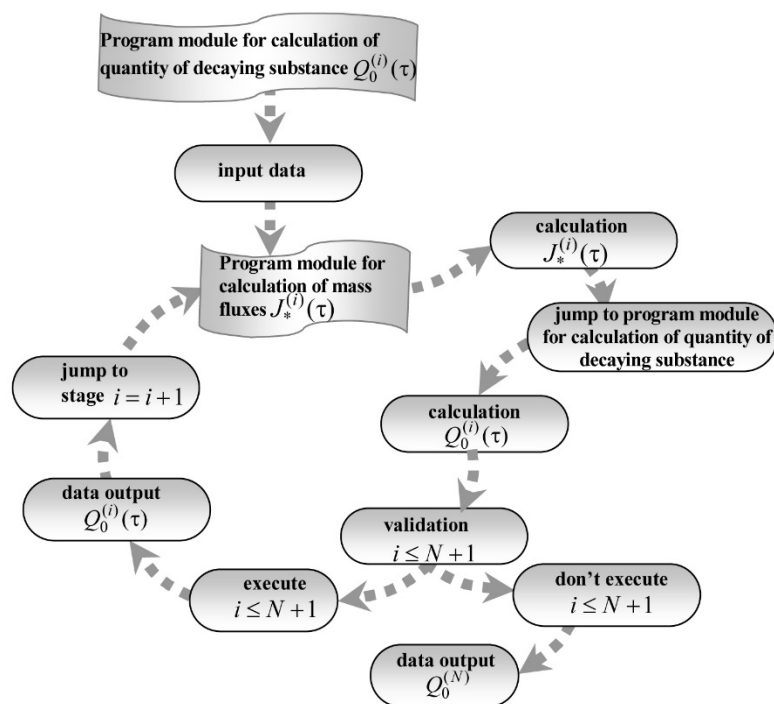 Program module for calculation of
quantity of decaying substance Q₀⁽ⁱ⁾(τ)
input data
Program module for
calculation of mass
fluxes J∗⁽ⁱ⁾(τ)
calculation
J∗⁽ⁱ⁾(τ)
jump to program module
for calculation of quantity of
decaying substance
calculation
Q₀⁽ⁱ⁾(τ)
validation
i ≤ N + 1
execute
i ≤ N + 1
don’t execute
i ≤ N + 1
data output
Q₀⁽ⁱ⁾(τ)
jump to
stage i = i + 1
data output
Q₀⁽ᴺ⁾